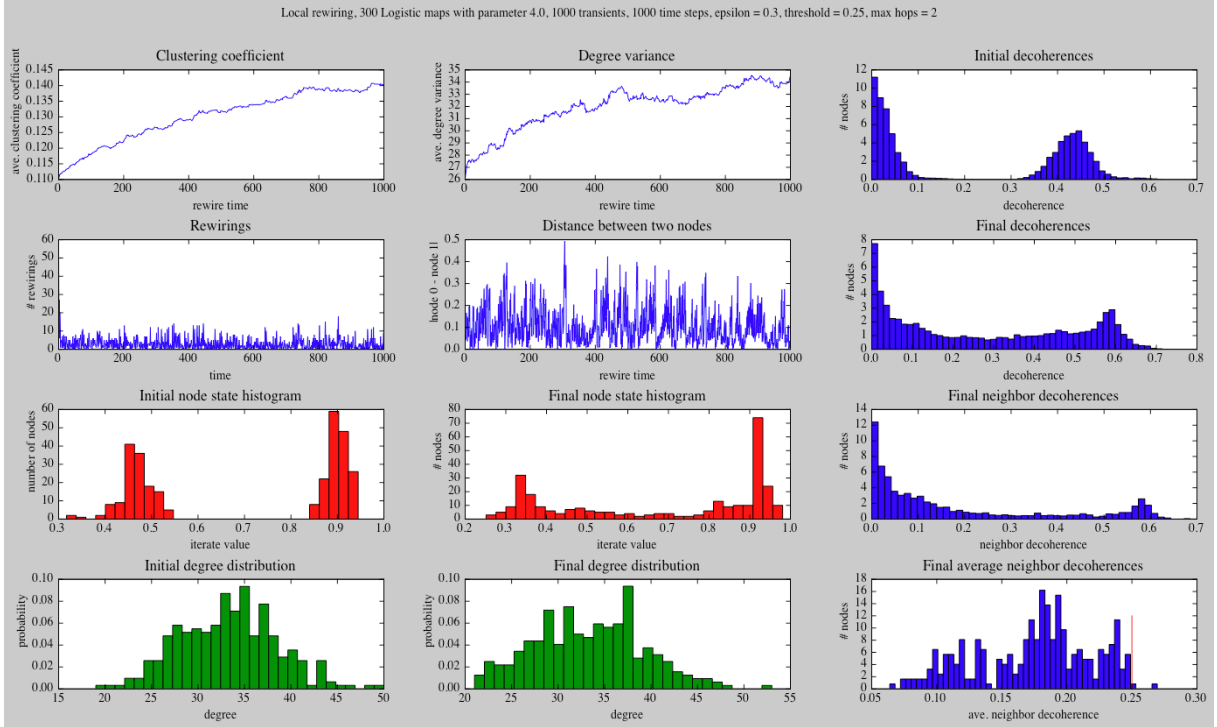 Local rewiring, 300 Logistic maps with parameter 4.0, 1000 transients, 1000 time steps, epsilon = 0.3, threshold = 0.25, max hops = 2
Clustering coefficient
ave. clustering coefficient
0.145
0.140
0.135
0.130
0.125
0.120
0.115
0.110
0 200 400 600 800 1000
rewire time
Degree variance
ave. degree variance
35
34
33
32
31
30
29
28
27
26
0 200 400 600 800 1000
rewire time
Initial decoherences
# nodes
12
10
8
6
4
2
0
0.0 0.1 0.2 0.3 0.4 0.5 0.6 0.7
decoherence
Rewirings
# rewirings
60
50
40
30
20
10
0
0 200 400 600 800 1000
time
Distance between two nodes
|node 0 - node 1|
0.5
0.4
0.3
0.2
0.1
0.0
0 200 400 600 800 1000
rewire time
Final decoherences
# nodes
8
7
6
5
4
3
2
1
0
0.0 0.1 0.2 0.3 0.4 0.5 0.6 0.7 0.8
decoherence
Initial node state histogram
number of nodes
60
50
40
30
20
10
0
0.3 0.4 0.5 0.6 0.7 0.8 0.9 1.0
iterate value
Final node state histogram
# nodes
80
70
60
50
40
30
20
10
0
0.2 0.3 0.4 0.5 0.6 0.7 0.8 0.9 1.0
iterate value
Final neighbor decoherences
# nodes
14
12
10
8
6
4
2
0
0.0 0.1 0.2 0.3 0.4 0.5 0.6 0.7
neighbor decoherence
Initial degree distribution
probability
0.10
0.08
0.06
0.04
0.02
0.00
15 20 25 30 35 40 45 50
degree
Final degree distribution
probability
0.10
0.08
0.06
0.04
0.02
0.00
20 25 30 35 40 45 50 55
degree
Final average neighbor decoherences
# nodes
18
16
14
12
10
8
6
4
2
0
0.05 0.10 0.15 0.20 0.25 0.30
ave. neighbor decoherence